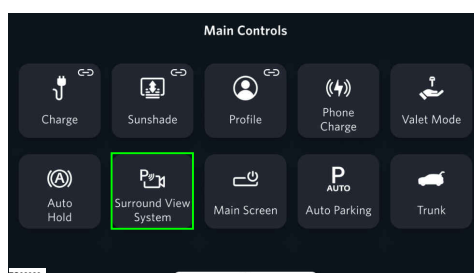 Main Controls
Charge
Sunshade
Profile
Phone
Charge
Valet Mode
(A)
Auto
Hold
P
Surround View
System
Main Screen
P
AUTO
Auto Parking
Trunk